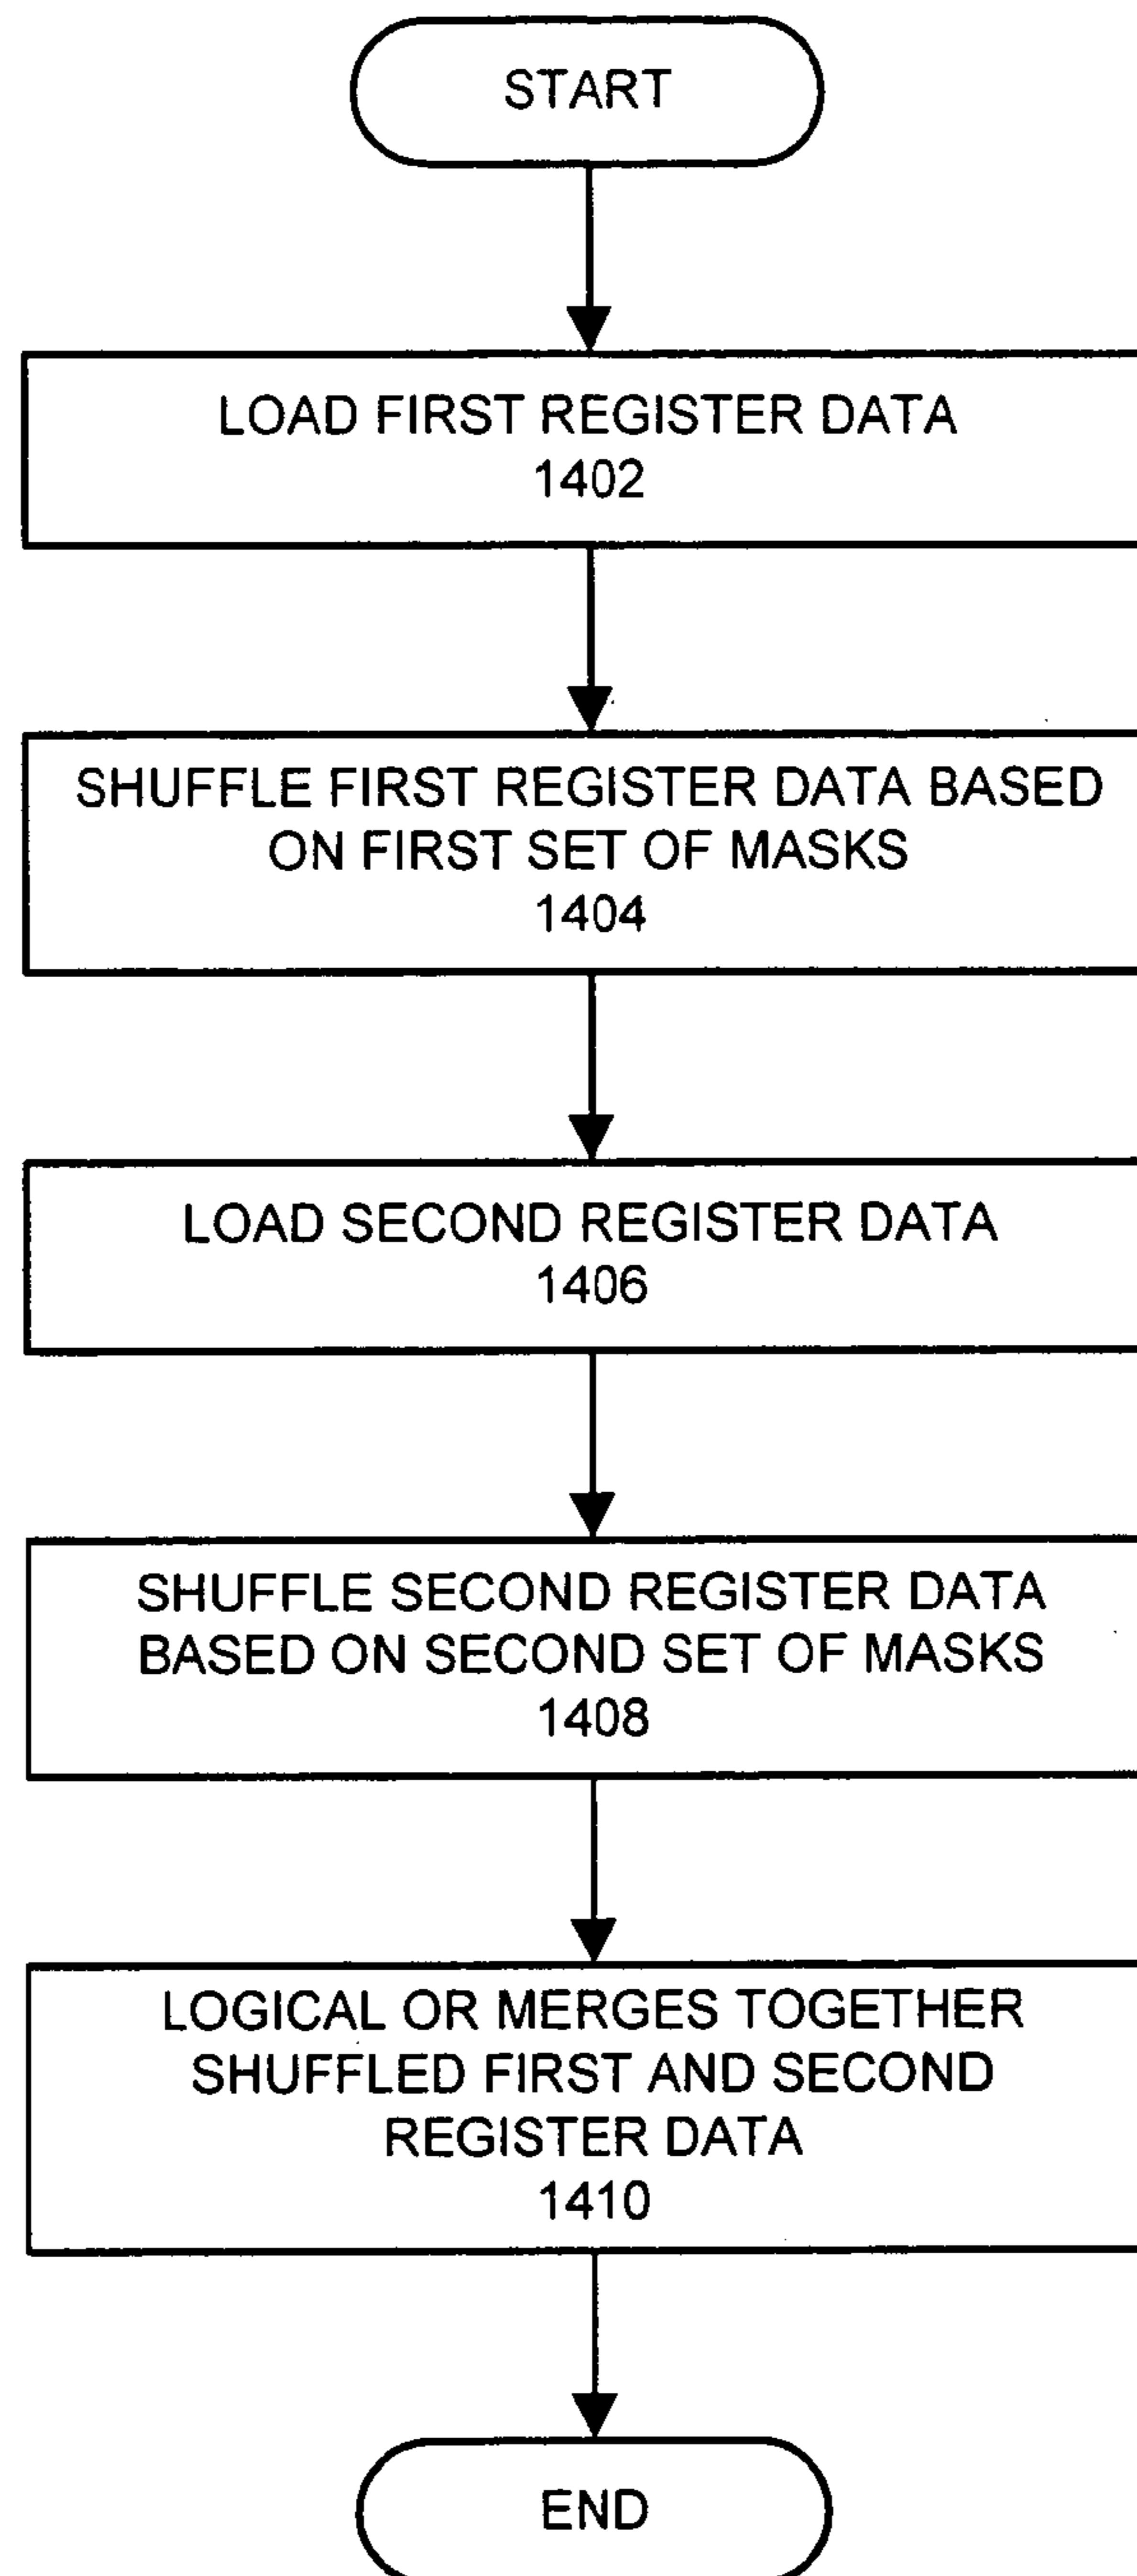 START
LOAD FIRST REGISTER DATA
1402
SHUFFLE FIRST REGISTER DATA BASED
ON FIRST SET OF MASKS
1404
LOAD SECOND REGISTER DATA
1406
SHUFFLE SECOND REGISTER DATA
BASED ON SECOND SET OF MASKS
1408
LOGICAL OR MERGES TOGETHER
SHUFFLED FIRST AND SECOND
REGISTER DATA
1410
END